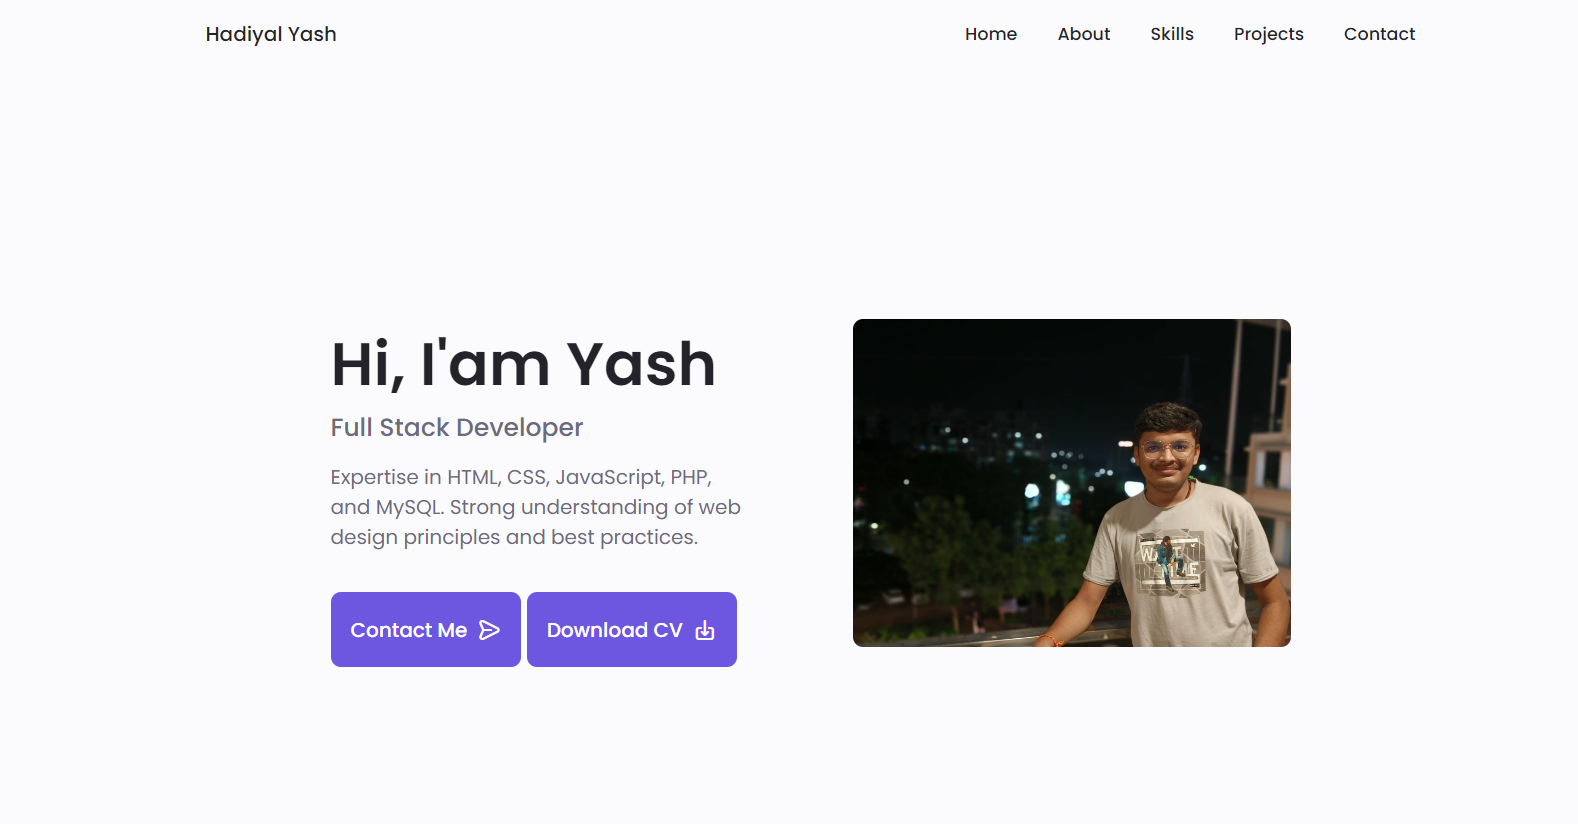 Hadiyal Yash
Home About Skills Projects Contact
Hi, I'am Yash
Full Stack Developer
Expertise in HTML, CSS, JavaScript, PHP,
and MySQL. Strong understanding of web
design principles and best practices.
Contact Me
Download CV